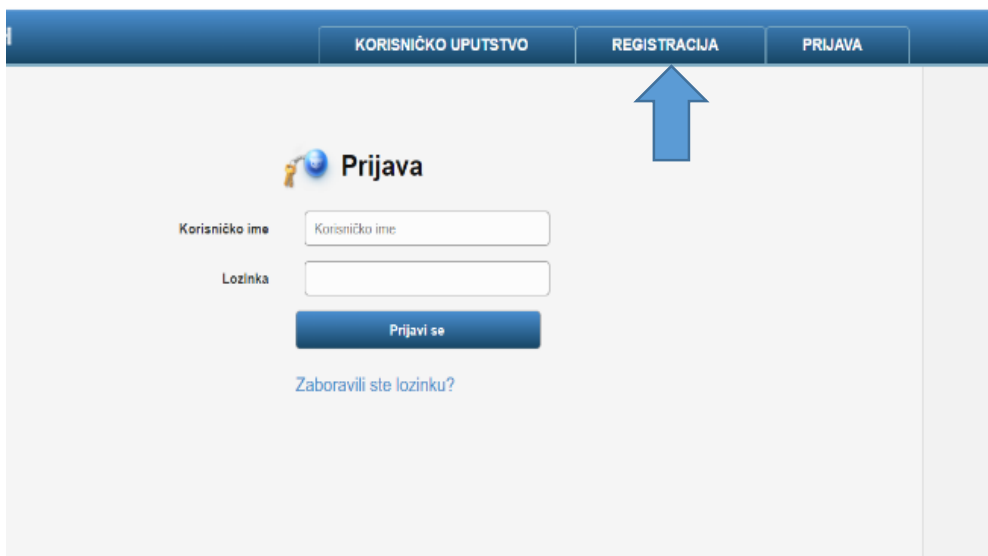 KORISNIČKO UPUTSTVO
REGISTRACIJA
PRIJAVA
Prijava
Korisničko ime
Korisničko ime
Lozinka
Prijavi se
Zaboravili ste lozinku?